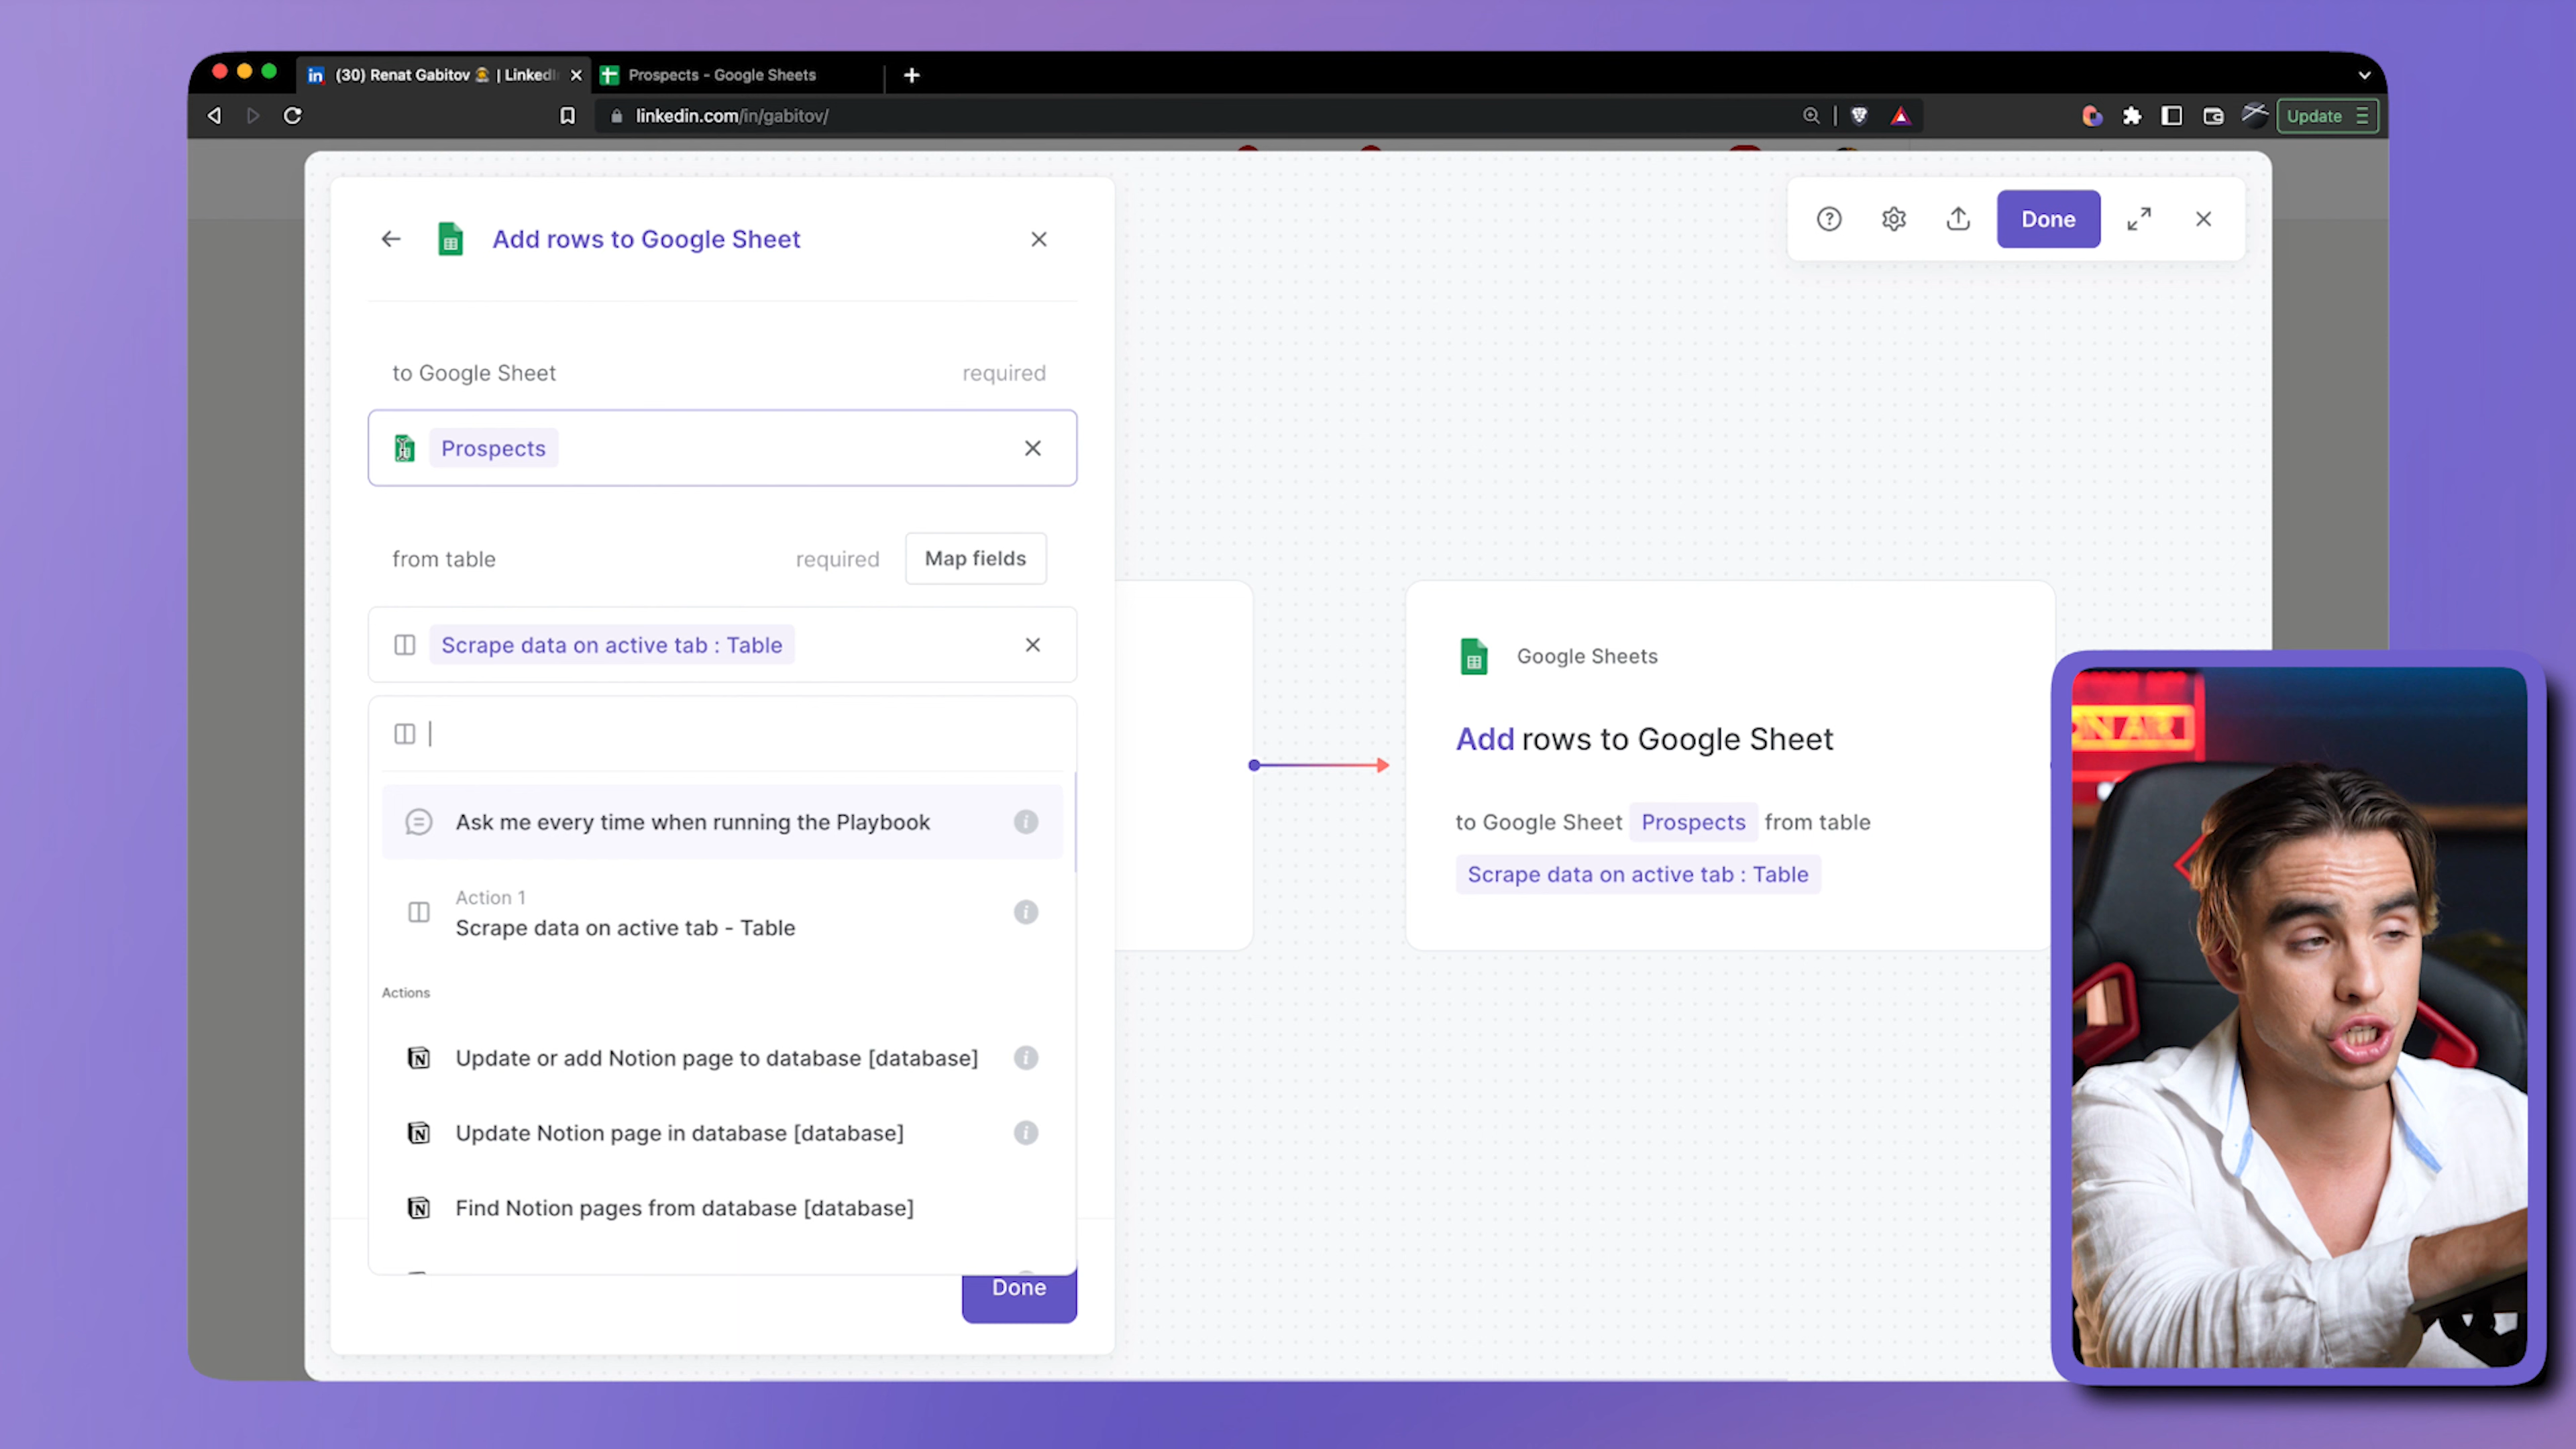 (30) Renat Gabitov 
| LinkedI
Prospects - Google Sheets
linkedin.com/in/gabitov/
Update
Add rows to Google Sheet
Done
to Google Sheet
required
Prospects
from table
required
Map fields
Scrape data on active tab : Table
Ask me every time when running the Playbook
Action 1
Scrape data on active tab - Table
Actions
Update or add Notion page to database [database]
Update Notion page in database [database]
Find Notion pages from database [database]
Done
Google Sheets
Add rows to Google Sheet
to Google Sheet Prospects from table
Scrape data on active tab : Table